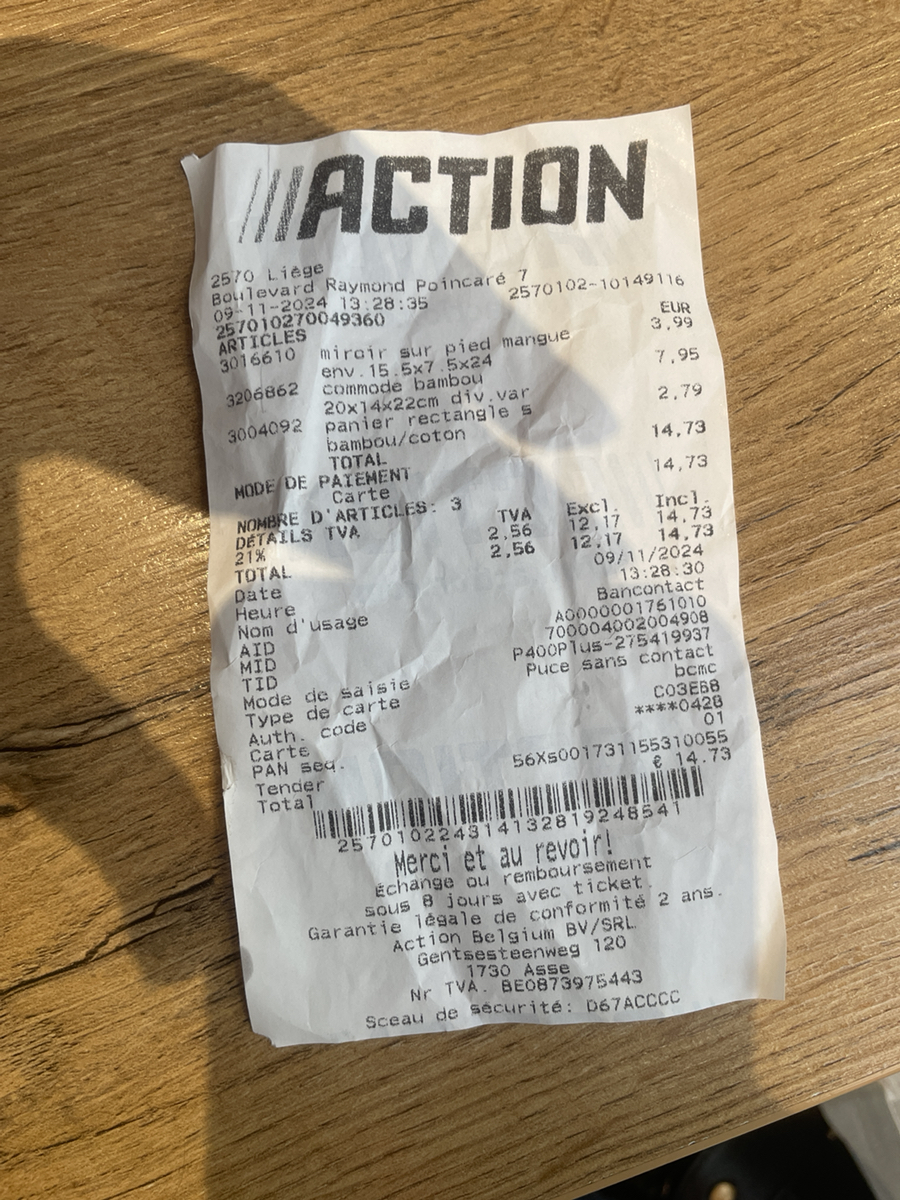 ACTION
2570 Liège
Boulevard Raymond Poincaré 7
09-11-2024 13:28:35 2570102-10149116
257010270049360 EUR
ARTICLES
3016610 miroir sur pied mangue 3,99
env.15.5x7.5x24
3206862 commode bambou 7,95
20x14x22cm div.var
3004092 panier rectangle s 2,79
bambou/coton
TOTAL 14,73
MODE DE PAIEMENT
Carte 14,73
NOMBRE D'ARTICLES: 3
DÉTAILS TVA TVA Excl. Incl.
21% 2,56 12,17 14,73
TOTAL 2,56 12,17 14,73
Date 09/11/2024
Heure 13:28:30
Nom d'usage Bancontact
AID A0000001761010
MID 700004002004908
TID P400Plus-275419937
Mode de saisie Puce sans contact
Type de carte bcmc
Auth. code C03EB8
Carte ****0428
PAN seq. 01
Tender 56Xs001731155310055
Total € 14.73
257010224314132819248541
Merci et au revoir!
Échange ou remboursement
sous 8 jours avec ticket.
Garantie légale de conformité 2 ans.
Action Belgium BV/SRL
Gentsesteenweg 120
1730 Asse
Nr TVA. BE0873975443
Sceau de sécurité: D67ACCCC